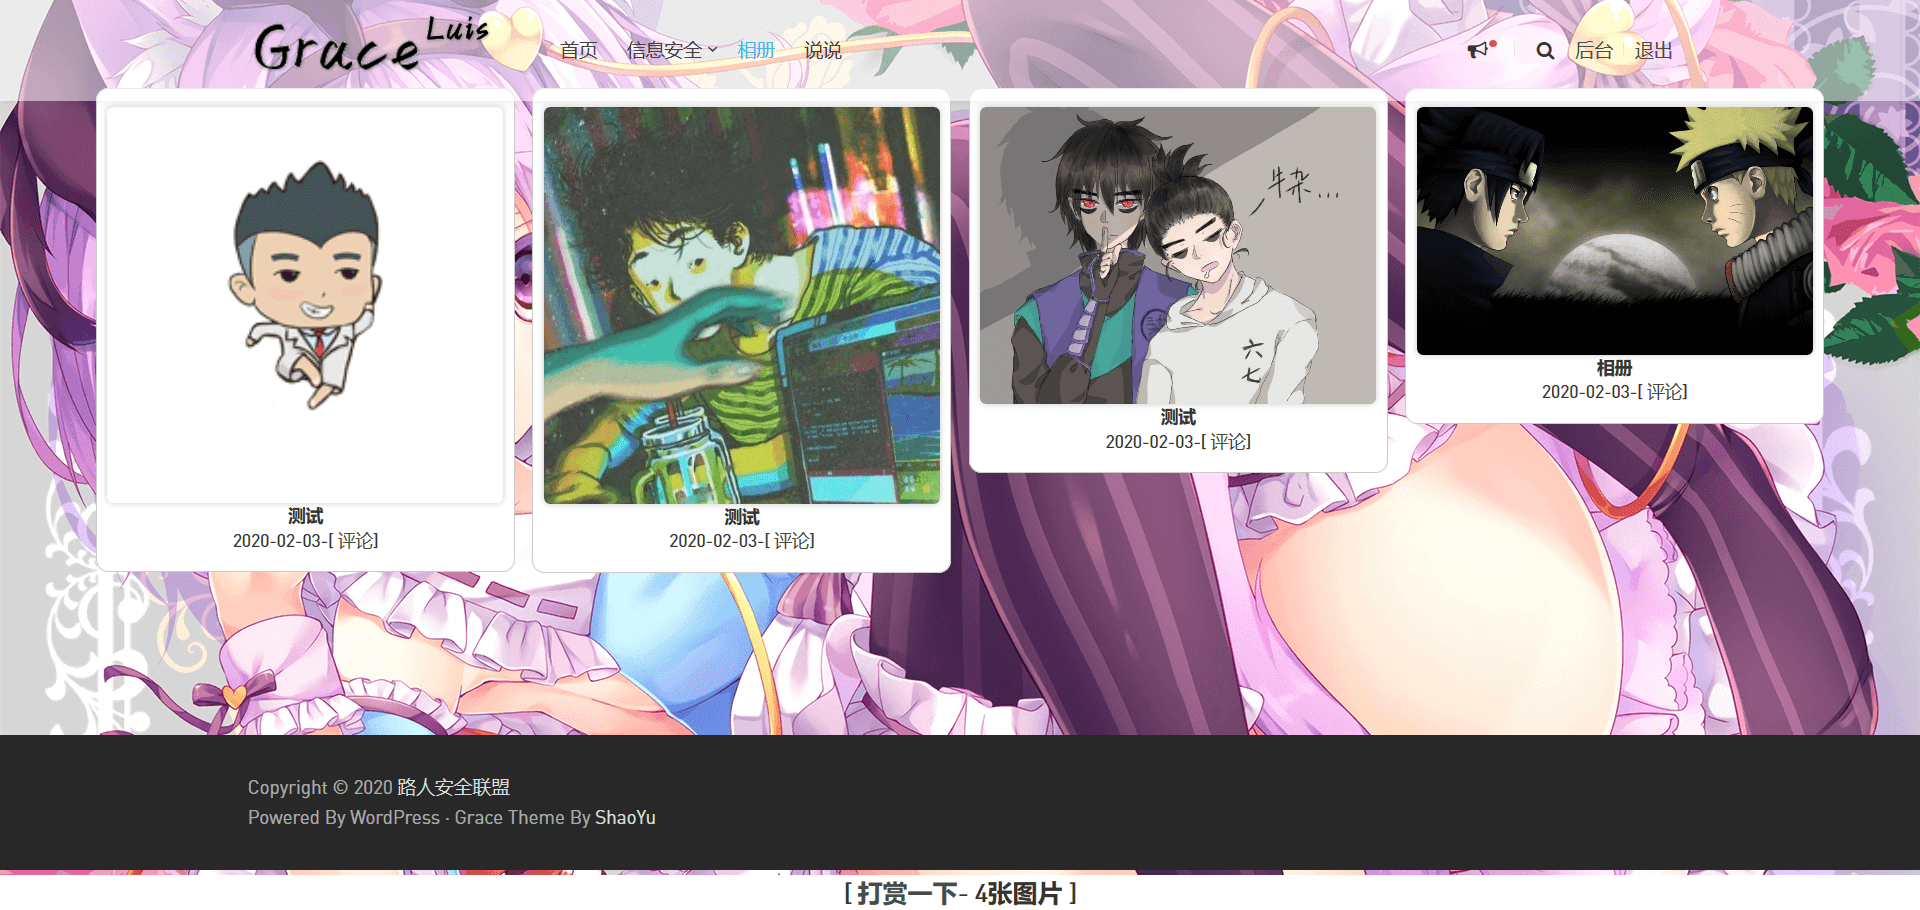 Grace Luis
首页 信息安全 相册 说说
后台 退出
测试
2020-02-03-[ 评论]
测试
2020-02-03-[ 评论]
牛杂...
六
七
测试
2020-02-03-[ 评论]
相册
2020-02-03-[ 评论]
Copyright © 2020 路人安全联盟
Powered By WordPress · Grace Theme By ShaoYu
[ 打赏一下- 4张图片 ]